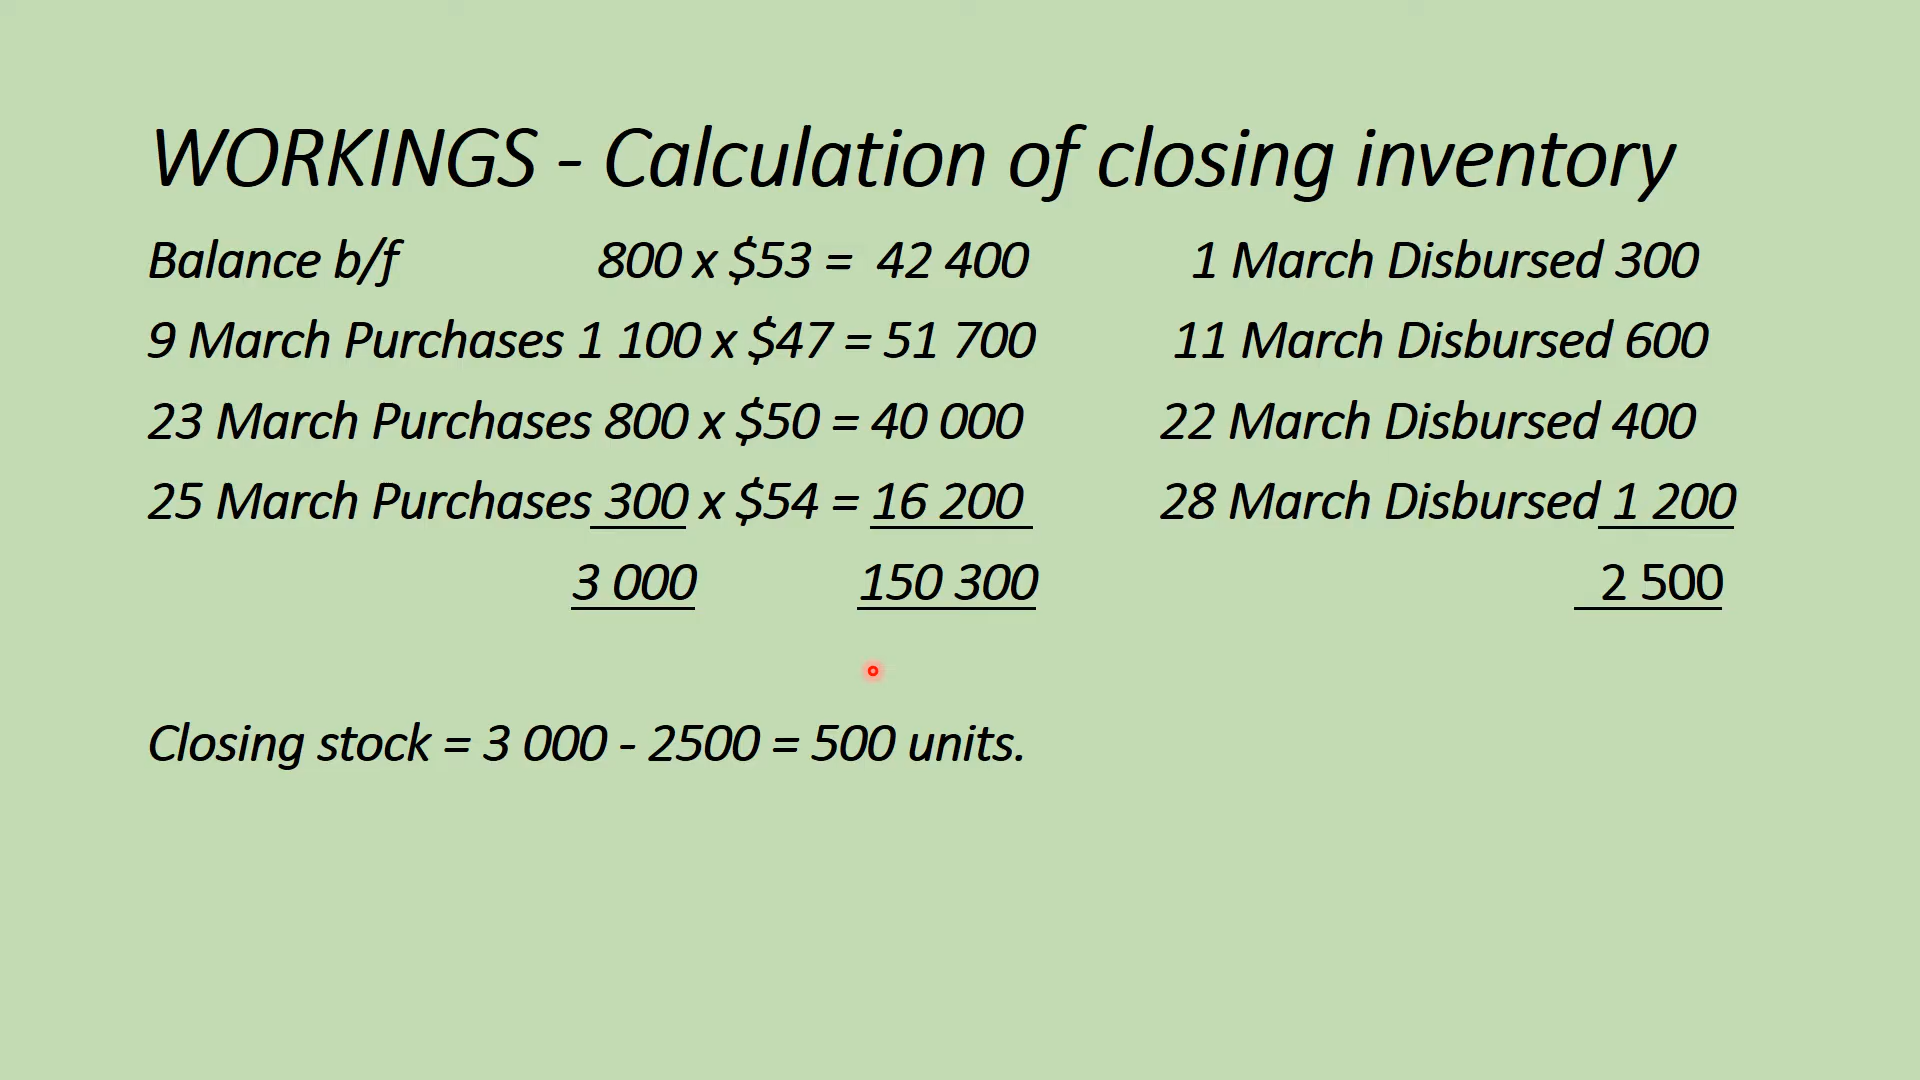 WORKINGS - Calculation of closing inventory
Balance b/f 800 x $53 = 42 400 1 March Disbursed 300
9 March Purchases 1 100 x $47 = 51 700 11 March Disbursed 600
23 March Purchases 800 x $50 = 40 000 22 March Disbursed 400
25 March Purchases 300 x $54 = 16 200 28 March Disbursed 1 200
3 000 150 300 2 500
Closing stock = 3 000 - 2500 = 500 units.